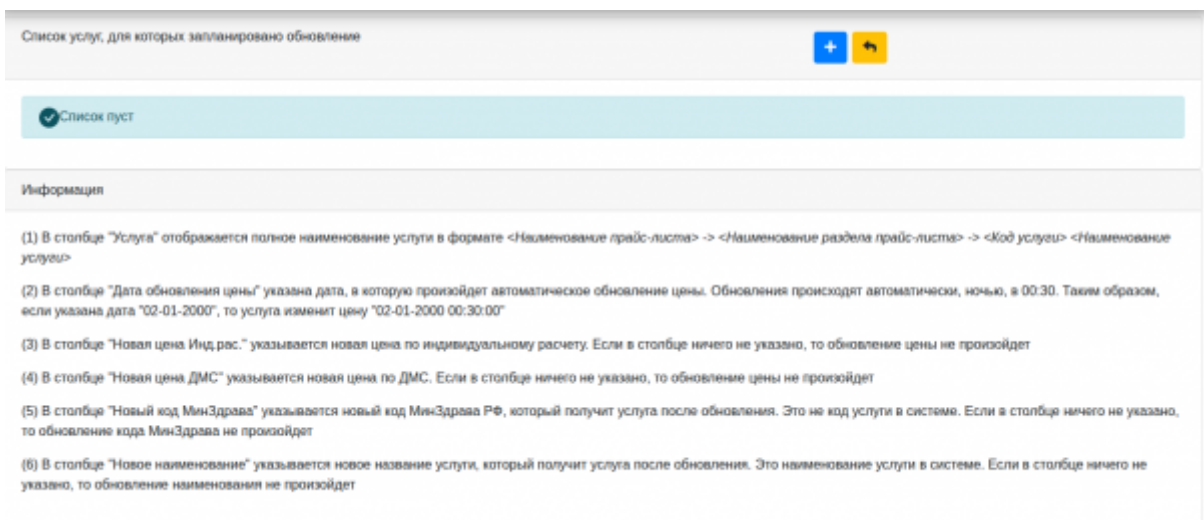 Список услуг, для которых запланировано обновление
Список пуст
Информация
(1) В столбце "Услуга" отображается полное наименование услуги в формате <Наименование прайс-листа> -> <Наименование раздела прайс-листа> -> <Код услуги> <Наименование
услуги>
(2) В столбце "Дата обновления цены" указана дата, в которую произойдет автоматическое обновление цены. Обновления происходят автоматически, ночью, в 00:30. Таким образом,
если указана дата "02-01-2000", то услуга изменит цену "02-01-2000 00:30:00"
(3) В столбце "Новая цена Инд.рас." указывается новая цена по индивидуальному расчету. Если в столбце ничего не указано, то обновление цены не произойдет
(4) В столбце "Новая цена ДМС" указывается новая цена по ДМС. Если в столбце ничего не указано, то обновление цены не произойдет
(5) В столбце "Новый код МинЗдрава" указывается новый код МинЗдрава РФ, который получит услуга после обновления. Это не код услуги в системе. Если в столбце ничего не указано,
то обновление кода МинЗдрава не произойдет
(6) В столбце "Новое наименование" указывается новое название услуги, который получит услуга после обновления. Это наименование услуги в системе. Если в столбце ничего не
указано, то обновление наименования не произойдет